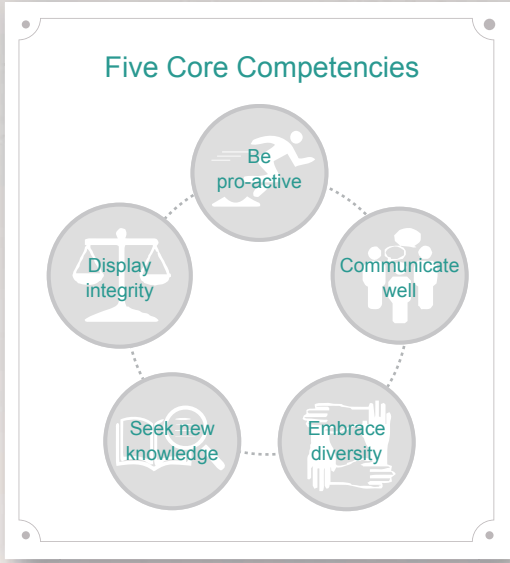 Five Core Competencies
Be
pro-active
Communicate
well
Embrace
diversity
Seek new
knowledge
Display
integrity